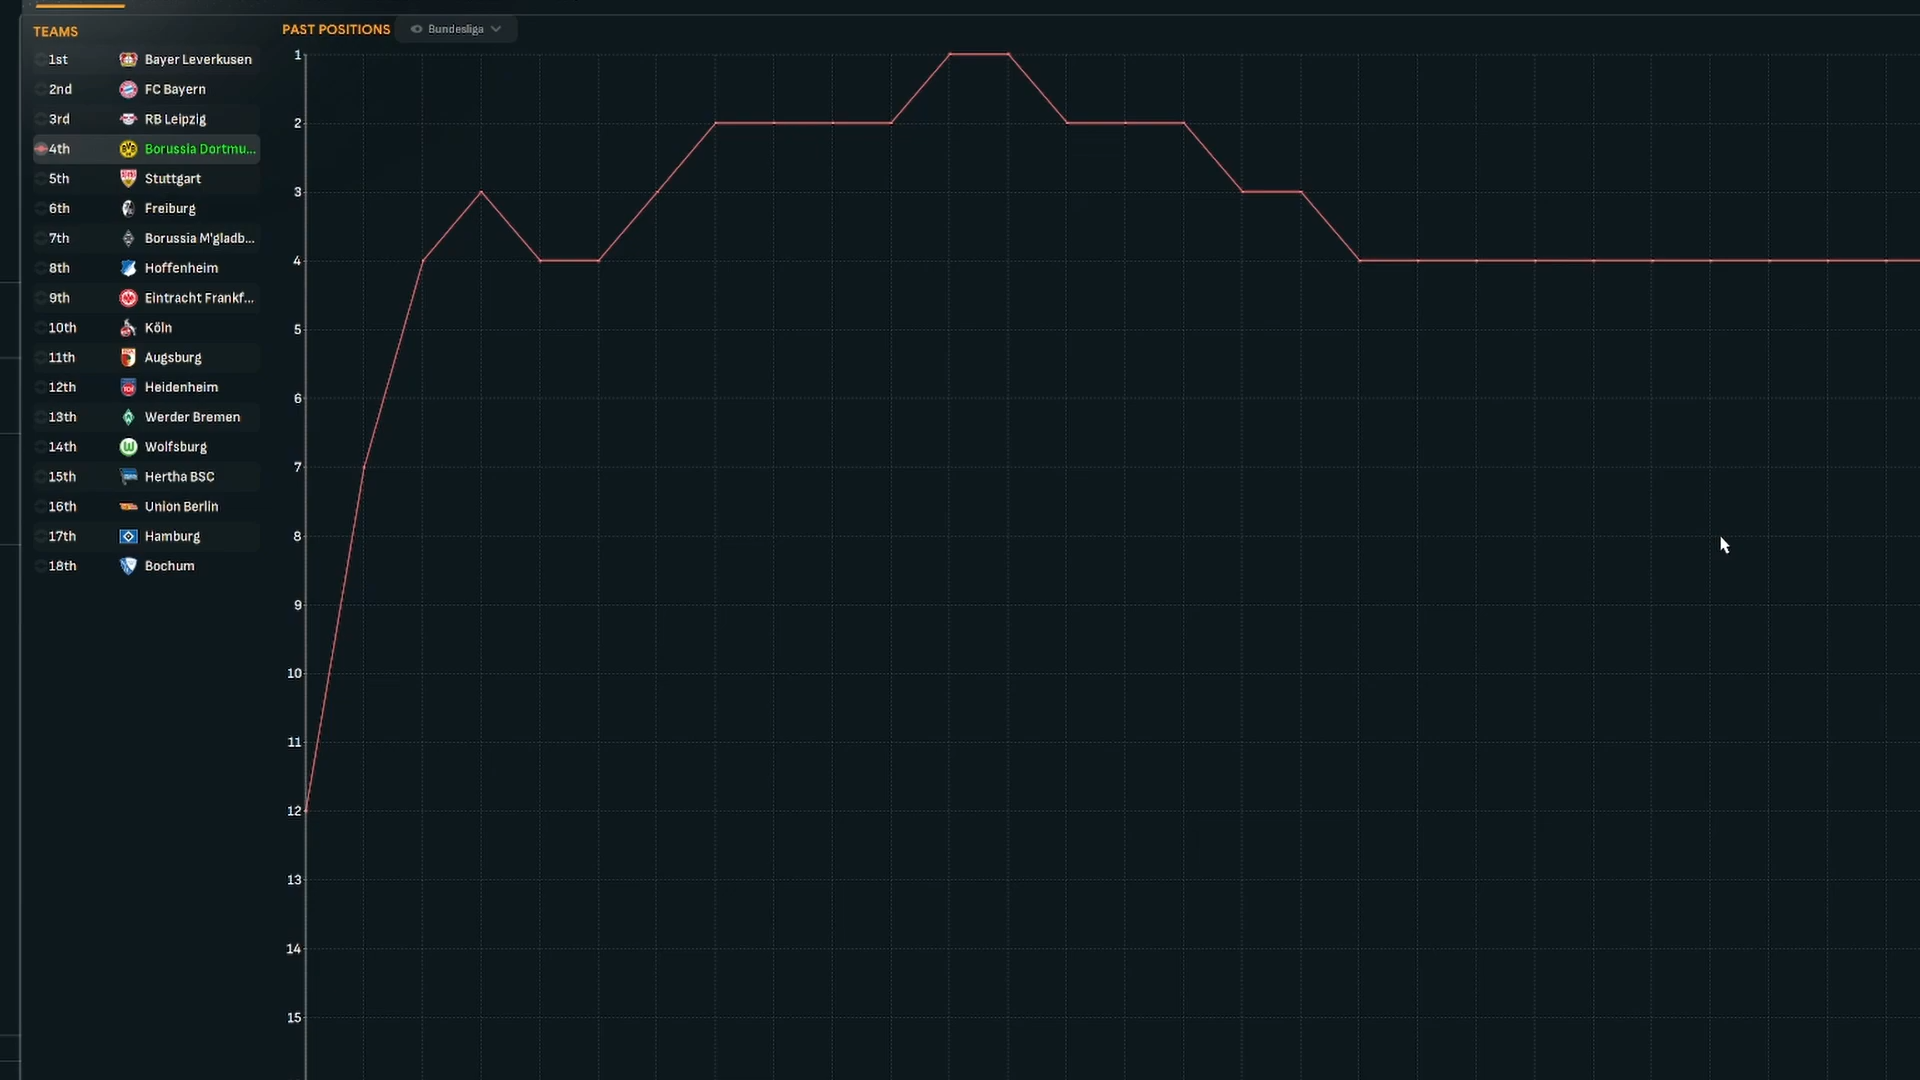 TEAMS
1st Bayer Leverkusen
2nd FC Bayern
3rd RB Leipzig
4th Borussia Dortmu...
5th Stuttgart
6th Freiburg
7th Borussia M'gladb...
8th Hoffenheim
9th Eintracht Frankf...
10th Köln
11th Augsburg
12th Heidenheim
13th Werder Bremen
14th Wolfsburg
15th Hertha BSC
16th Union Berlin
17th Hamburg
18th Bochum
PAST POSITIONS Bundesliga
1
2
3
4
5
6
7
8
9
10
11
12
13
14
15